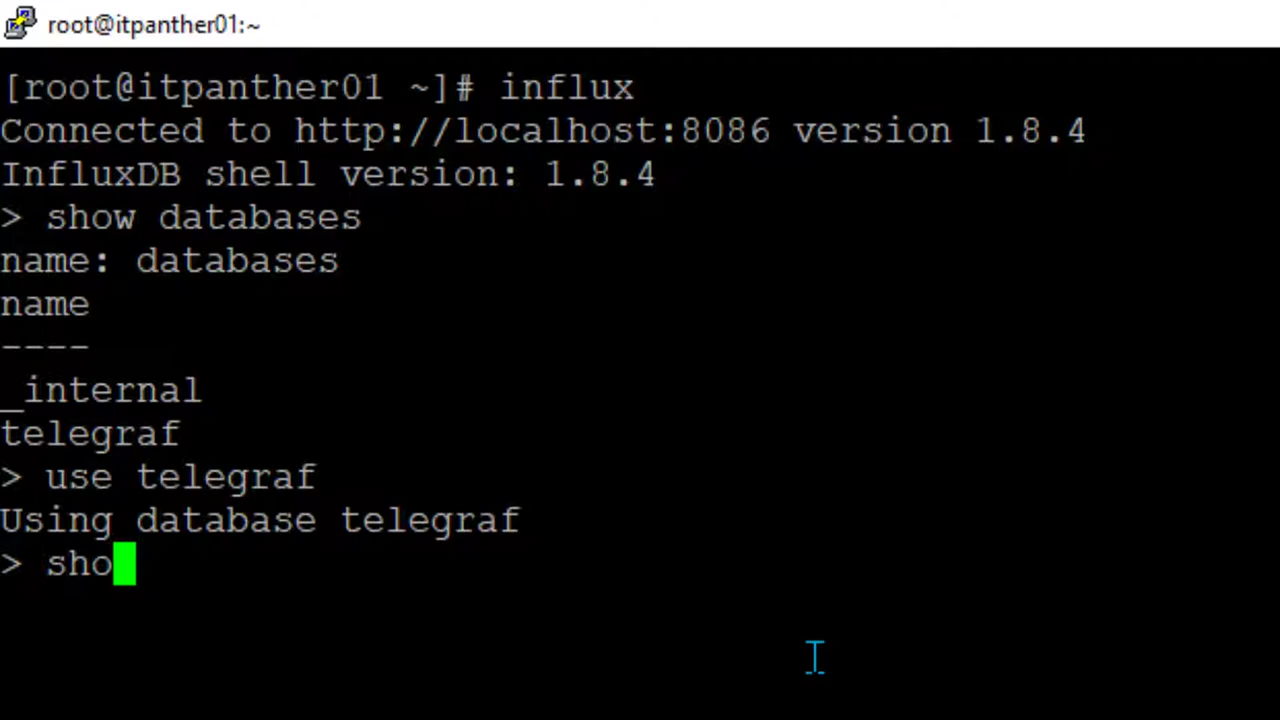 root@itpanther01:~
[root@itpanther01 ~]# influx
Connected to http://localhost:8086 version 1.8.4
InfluxDB shell version: 1.8.4
> show databases
name: databases
name
----
_internal
telegraf
> use telegraf
Using database telegraf
> sho